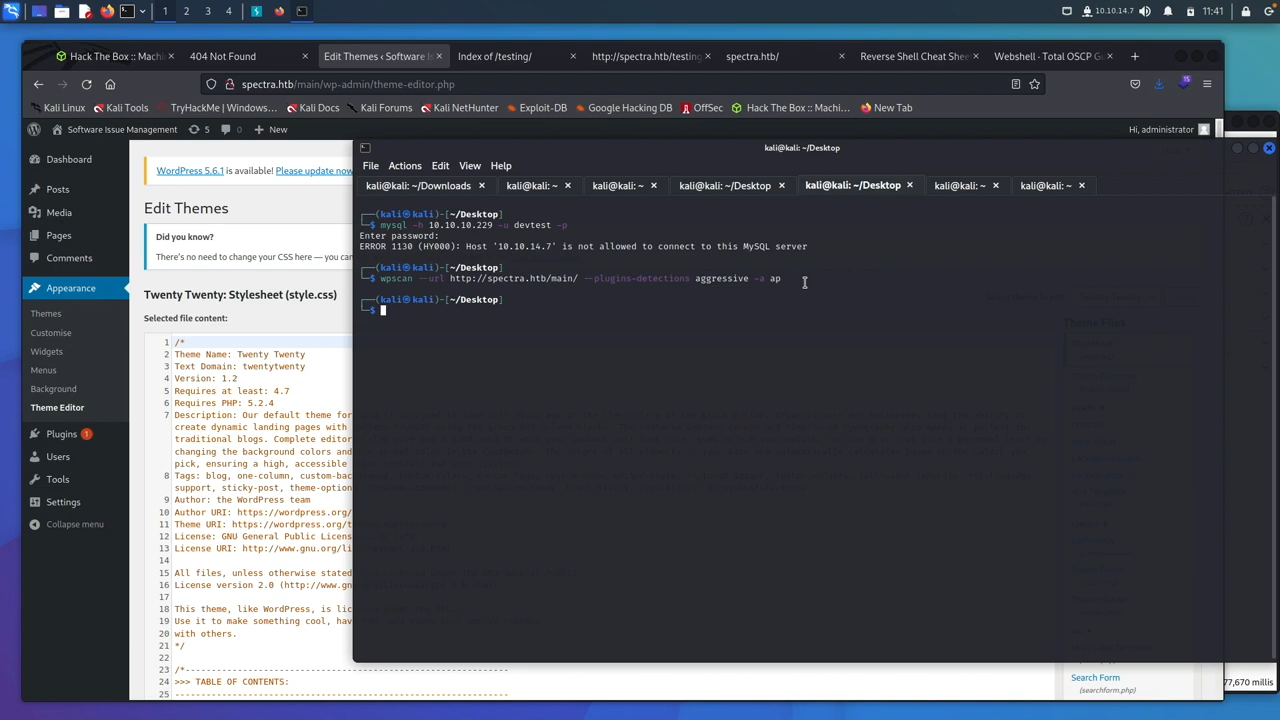 1 2 3 4
10.10.14.7
11:41
Hack The Box :: Machin
404 Not Found
Edit Themes ‹ Software Is
Index of /testing/
http://spectra.htb/testing
spectra.htb/
Reverse Shell Cheat Shee
Webshell - Total OSCP Gu
spectra.htb/main/wp-admin/theme-editor.php
15
Kali Linux
Kali Tools
TryHackMe | Windows…
Kali Docs
Kali Forums
Kali NetHunter
Exploit-DB
Google Hacking DB
OffSec
Hack The Box :: Machi…
New Tab
Software Issue Management
5
0
New
Hi, administrator
Dashboard
Posts
Media
Pages
Comments
Appearance
Themes
Customise
Widgets
Menus
Background
Theme Editor
Plugins 1
Users
Tools
Settings
Collapse menu
WordPress 5.6.1 is available! Please update now
Edit Themes
Did you know?
There's no need to change your CSS here — you
Twenty Twenty: Stylesheet (style.css)
Selected file content:
1 /*
2 Theme Name: Twenty Twenty
3 Text Domain: twentytwenty
4 Version: 1.2
5 Requires at least: 4.7
6 Requires PHP: 5.2.4
7 Description: Our default theme for
create dynamic landing pages with
traditional blogs. Complete editor
changing the background colors and
pick, ensuring a high, accessible
8 Tags: blog, one-column, custom-bac
support, sticky-post, theme-option
9 Author: the WordPress team
10 Author URI: https://wordpress.org/
11 Theme URI: https://wordpress.org/t
12 License: GNU General Public Licens
13 License URI: http://www.gnu.org/li
14
15 All files, unless otherwise stated
16 License version 2.0 (http://www.gn
17
18 This theme, like WordPress, is lic
19 Use it to make something cool, hav
20 with others.
21 */
22
23 /*------------------------------------------------------------
24 >>> TABLE OF CONTENTS:
25 ------------------------------------------------------------
kali@kali: ~/Desktop
File Actions Edit View Help
kali@kali: ~/Downloads
kali@kali: ~
kali@kali: ~
kali@kali: ~/Desktop
kali@kali: ~/Desktop
kali@kali: ~
kali@kali: ~
┌──(kali㉿kali)-[~/Desktop]
└─$ mysql -h 10.10.10.229 -u devtest -p
Enter password:
ERROR 1130 (HY000): Host '10.10.14.7' is not allowed to connect to this MySQL server
┌──(kali㉿kali)-[~/Desktop]
└─$ wpscan --url http://spectra.htb/main/ --plugins-detections aggressive -a ap
┌──(kali㉿kali)-[~/Desktop]
└─$
Theme Files
Search Form
(searchform.php)
77,670 millis